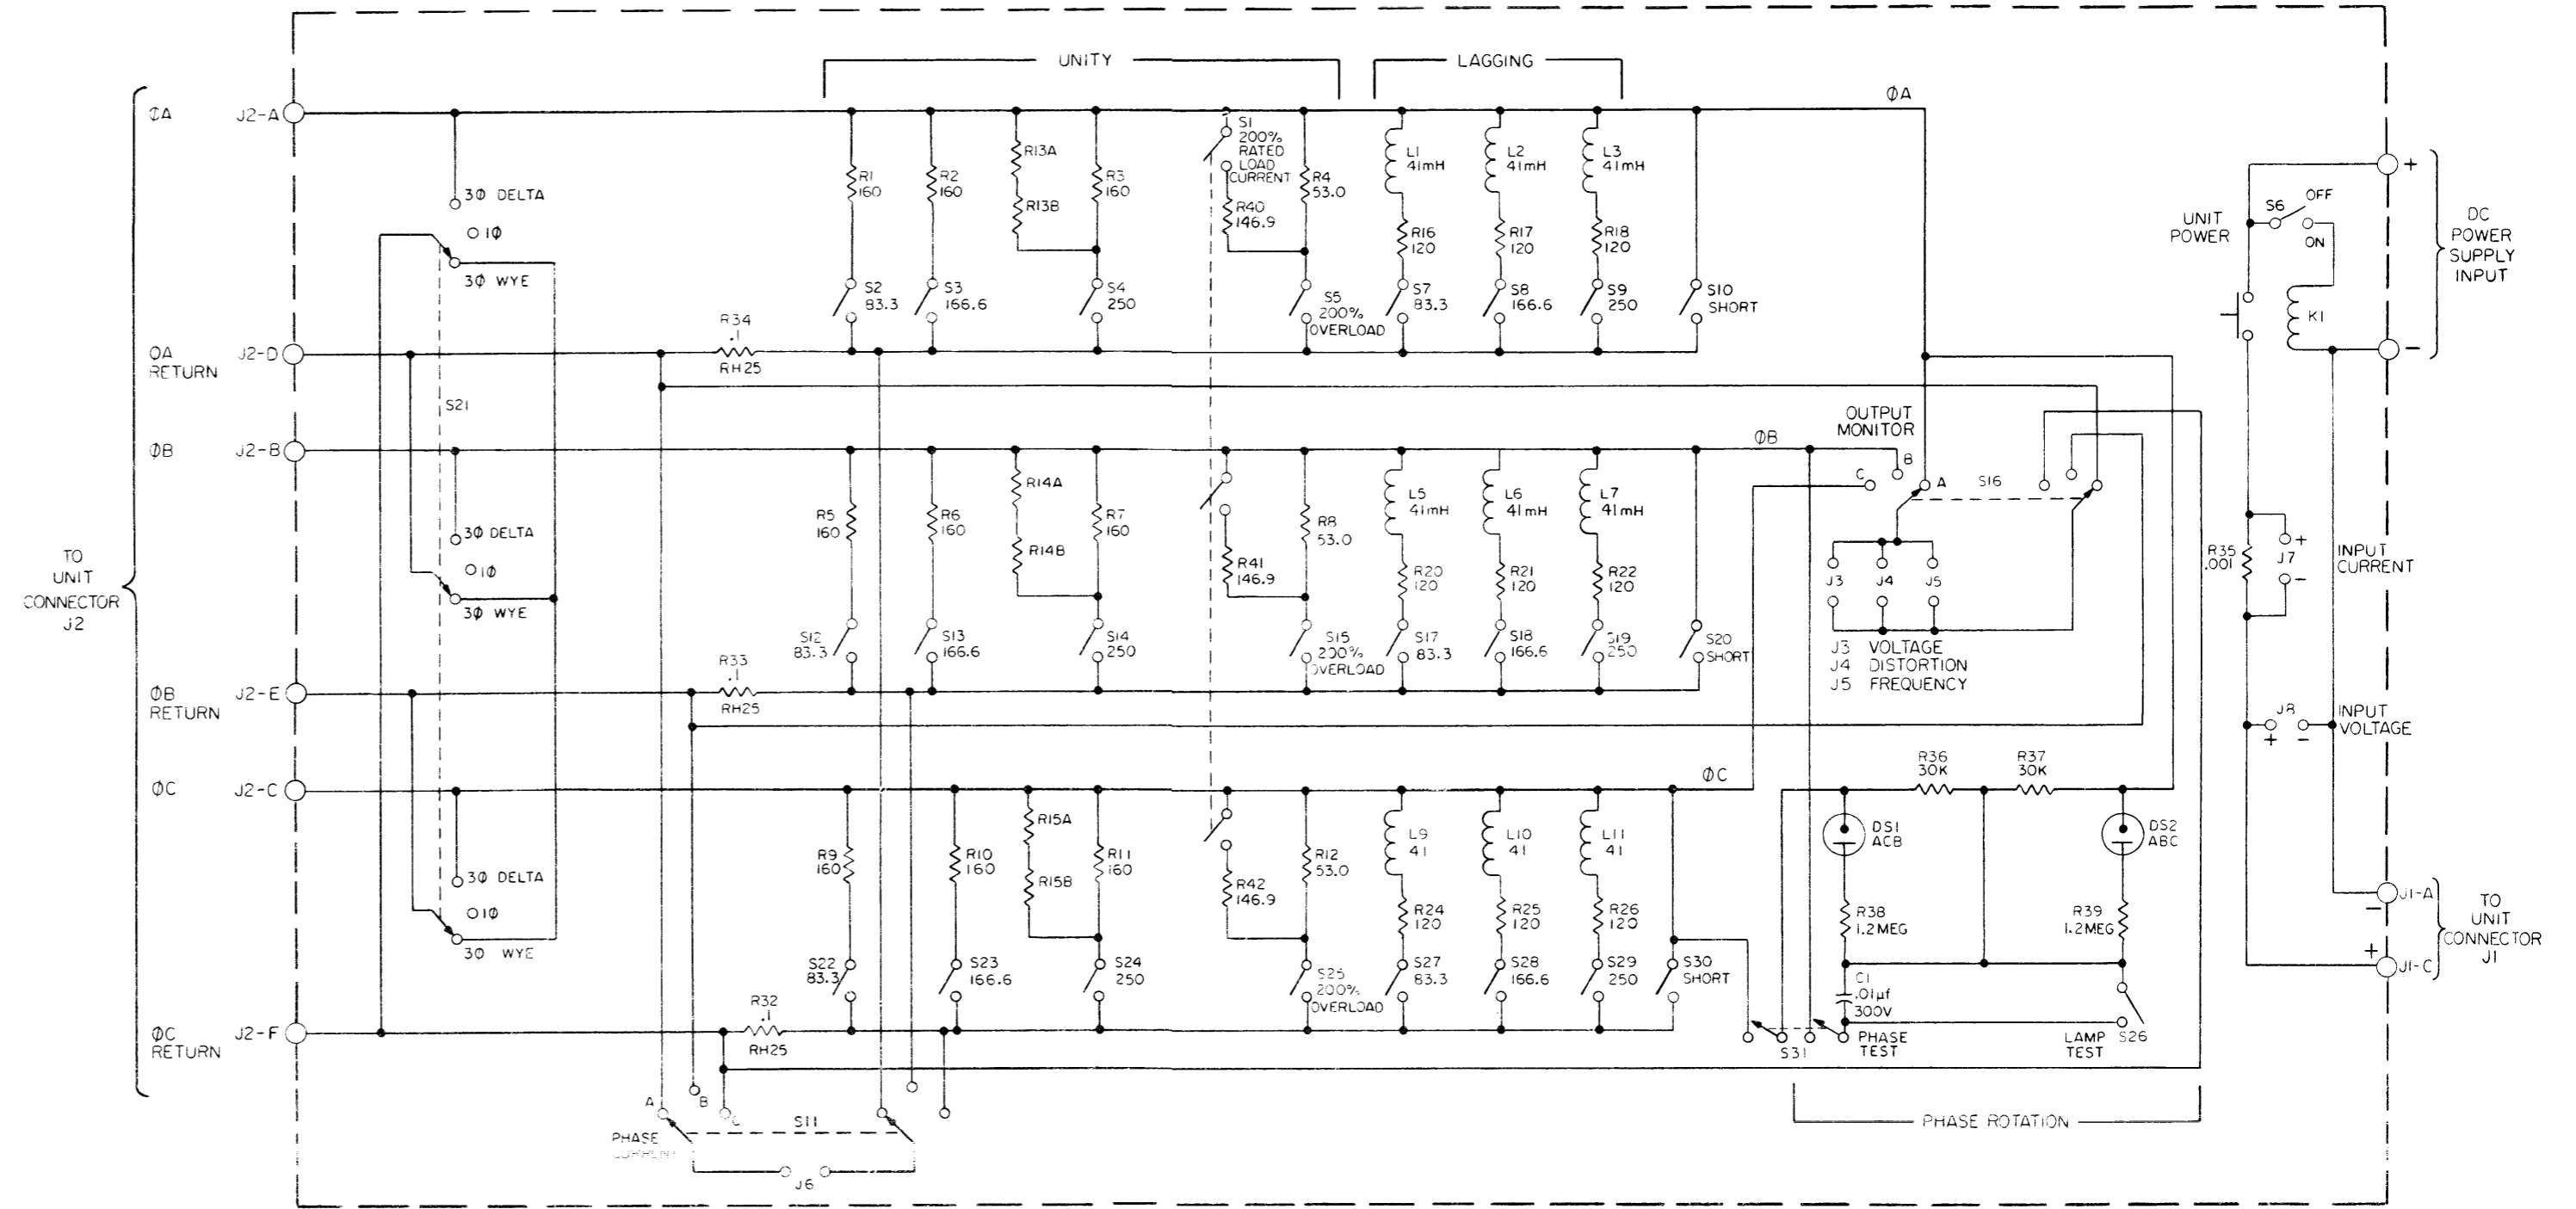 UNITY
LAGGING
ØA
ØA
J2-A
30 DELTA
1Ø
3Ø WYE
R1
160
R2
160
R13A
R13B
R3
160
S1
200%
RATED
LOAD
CURRENT
R40
146.9
R4
53.0
L1
41mH
L2
41mH
L3
41mH
R16
120
R17
120
R18
120
S2
83.3
S3
166.6
S4
250
S5
200%
OVERLOAD
S7
83.3
S8
166.6
S9
250
S10
SHORT
R34
.1
RH25
0A
RETURN
J2-D
S21
ØB
J2-B
3Ø DELTA
1Ø
3Ø WYE
R5
160
R6
160
R14A
R14B
R7
160
R41
146.9
R8
53.0
L5
41mH
L6
41mH
L7
41mH
R20
120
R21
120
R22
120
S12
83.3
S13
166.6
S14
250
S15
200%
OVERLOAD
S17
83.3
S18
166.6
S19
250
S20
SHORT
R33
.1
RH25
ØB
RETURN
J2-E
TO
UNIT
CONNECTOR
J2
ØC
J2-C
3Ø DELTA
1Ø
3Ø WYE
R9
160
R10
160
R15A
R15B
R11
160
R42
146.9
R12
53.0
L9
41
L10
41
L11
41
R24
120
R25
120
R26
120
S22
83.3
S23
166.6
S24
250
S25
200%
OVERLOAD
S27
83.3
S28
166.6
S29
250
S30
SHORT
R32
.1
RH25
ØC
RETURN
J2-F
A
B
C
S11
PHASE
CURRENT
J6
ØB
OUTPUT
MONITOR
C
B
A
S16
J3
J4
J5
J3 VOLTAGE
J4 DISTORTION
J5 FREQUENCY
ØC
R36
30K
R37
30K
DS1
ACB
DS2
ABC
R38
1.2MEG
R39
1.2MEG
C1
.01µf
300V
S31
PHASE
TEST
LAMP
TEST
S26
PHASE ROTATION
+
S6
OFF
ON
UNIT
POWER
K1
−
DC
POWER
SUPPLY
INPUT
R35
.001
+
J7
−
INPUT
CURRENT
J8
+
−
INPUT
VOLTAGE
J1-A
−
+
J1-C
TO
UNIT
CONNECTOR
J1